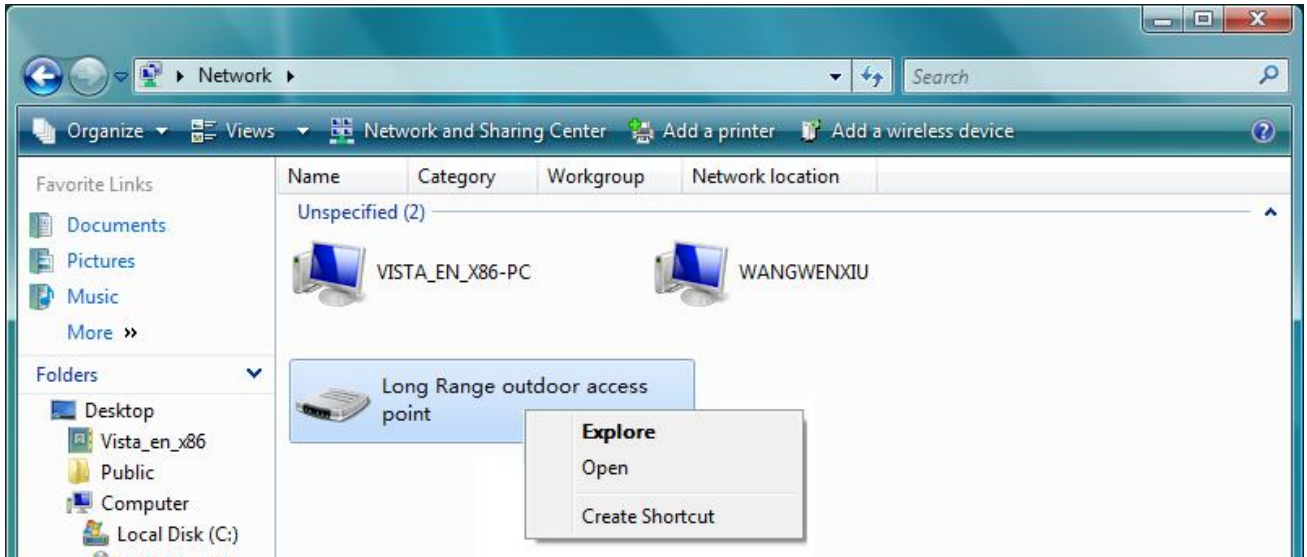 Network
Search
Organize Views Network and Sharing Center Add a printer Add a wireless device
Favorite Links
Documents
Pictures
Music
More »
Folders
Desktop
Vista_en_x86
Public
Computer
Local Disk (C:)
Name Category Workgroup Network location
Unspecified (2)
VISTA_EN_X86-PC WANGWENXIU
Long Range outdoor access
point
Explore
Open
Create Shortcut